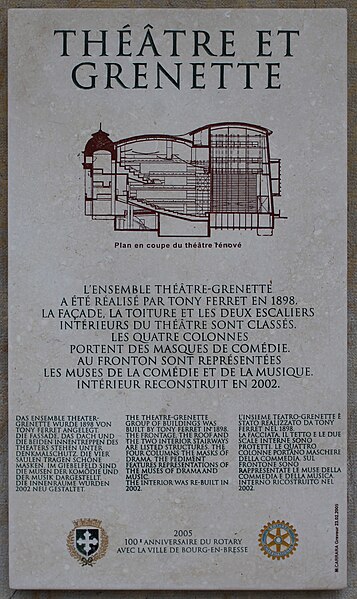 THÉÂTRE ET
GRENETTE
Plan en coupe du théâtre rénové
L'ENSEMBLE THÉÂTRE-GRENETTE
A ÉTÉ RÉALISÉ PAR TONY FERRET EN 1898.
LA FAÇADE, LA TOITURE ET LES DEUX ESCALIERS
INTÉRIEURS DU THÉÂTRE SONT CLASSÉS.
LES QUATRE COLONNES
PORTENT DES MASQUES DE COMÉDIE.
AU FRONTON SONT REPRÉSENTÉES
LES MUSES DE LA COMÉDIE ET DE LA MUSIQUE.
INTÉRIEUR RECONSTRUIT EN 2002.
DAS ENSEMBLE THEATER-
GRENETTE WURDE 1898 VON
TONY FERRET ANGELEGT.
DIE FASSADE, DAS DACH UND
DIE BEIDEN INNENTREPPEN DES
THEATERS STEHEN UNTER
DENKMALSCHUTZ. DIE VIER
SÄULEN TRAGEN SCHÖNE
MASKEN. IM GIEBELFELD SIND
DIE MUSEN DER KOMÖDIE UND
DER MUSIK DARGESTELLT.
DIE INNENRÄUME WURDEN
2002 NEU GESTALTET.
THE THEATRE-GRENETTE
GROUP OF BUILDINGS WAS
BUILT BY TONY FERRET IN 1898.
THE FRONTAGE, THE ROOF AND
THE TWO INTERIOR STAIRWAYS
ARE LISTED STRUCTURES. THE
FOUR COLUMNS THE MASKS OF
DRAMA. THE PEDIMENT
FEATURES REPRESENTATIONS OF
THE MUSES OF DRAMA AND
MUSIC.
THE INTERIOR WAS RE-BUILT IN
2002.
L'INSIEME TEATRO-GRENETTE È
STATO REALIZZATO DA TONY
FERRET NEL 1898.
LA FACCIATA, IL TETTO E LE DUE
SCALE INTERNE SONO
PROTETTI. LE QUATTRO
COLONNE PORTANO MASCHERE
DELLA COMMEDIA. SUL
FRONTONE SONO
RAPPRESENTATE LE MUSE DELLA
COMMEDIA E DELLA MUSICA.
INTERNO RICOSTRUITO NEL
2002.
2005
100E ANNIVERSAIRE DU ROTARY
AVEC LA VILLE DE BOURG-EN-BRESSE